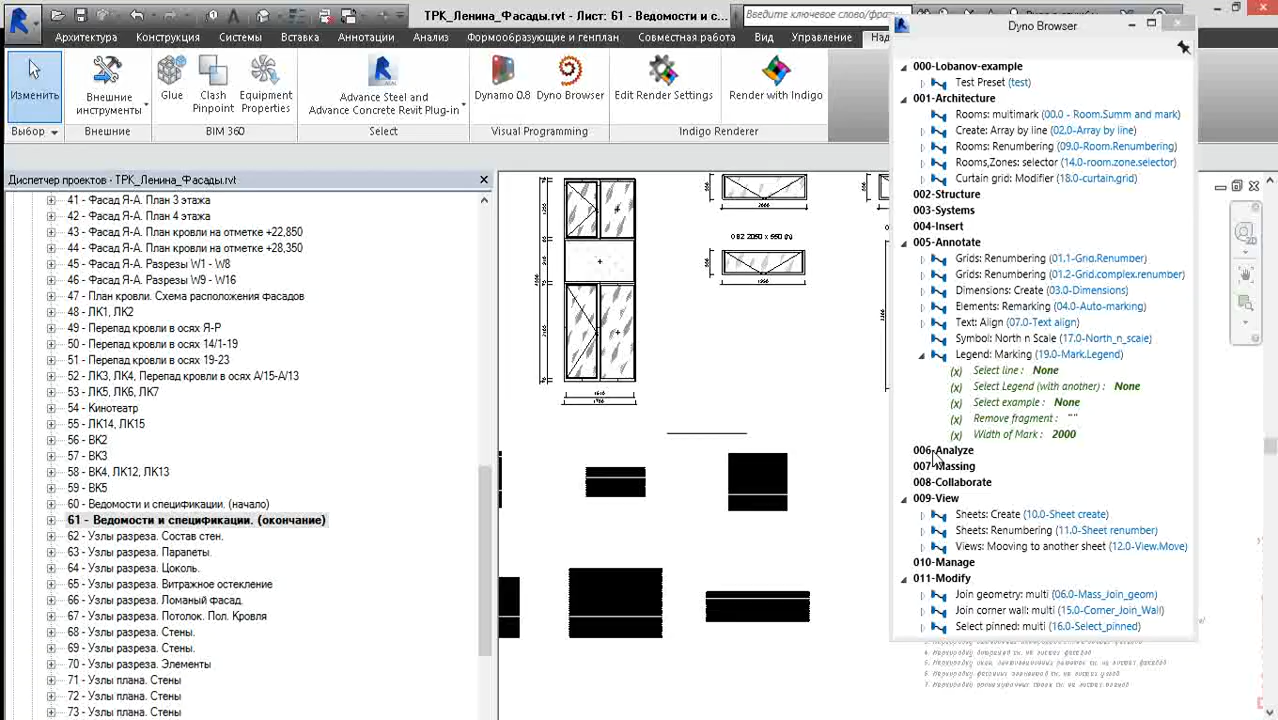 ТРК_Ленина_Фасады.rvt - Лист: 61 - Ведомости и с...
Введите ключевое слово/фразу
Архитектура
Конструкц
Системы
Вставка
Аннотации
Анализ
Формообразующие и генплан
Совместная работа
Вид
Управление
Изменить
Внешние инструменты
Glue
Clash Pinpoint
Equipment Properties
Advance Steel and Advance Concrete Revit Plug-in
Dynamo 0.8
Dyno Browser
Edit Render Settings
Render with Indigo
Выбор
Внешние
BIM 360
Select
Visual Programming
Indigo Renderer
Диспетчер проектов - ТРК_Ленина_Фасады.rvt
41 - Фасад Я-А. План 3 этажа
42 - Фасад Я-А. План 4 этажа
43 - Фасад Я-А. План кровли на отметке +22,850
44 - Фасад Я-А. План кровли на отметке +28,350
45 - Фасад Я-А. Разрезы W1 - W8
46 - Фасад Я-А. Разрезы W9 - W16
47 - План кровли. Схема расположения фасадов
48 - ЛК1, ЛК2
49 - Перепад кровли в осях Я-Р
50 - Перепад кровли в осях 14/1-19
51 - Перепад кровли в осях 19-23
52 - ЛК3, ЛК4, Перепад кровли в осях А/15-А/13
53 - ЛК5, ЛК6, ЛК7
54 - Кинотеатр
55 - ЛК14, ЛК15
56 - ВК2
57 - ВК3
58 - ВК4, ЛК12, ЛК13
59 - ВК5
60 - Ведомости и спецификации. (начало)
61 - Ведомости и спецификации. (окончание)
62 - Узлы разреза. Состав стен.
63 - Узлы разреза. Парапеты.
64 - Узлы разреза. Цоколь.
65 - Узлы разреза. Витражное остекление
66 - Узлы разреза. Ломаный фасад.
67 - Узлы разреза. Потолок. Пол. Кровля
68 - Узлы разреза. Стены.
69 - Узлы разреза. Стены.
70 - Узлы разреза. Элементы
71 - Узлы плана. Стены
72 - Узлы плана. Стены
73 - Узлы плана. Стены
Dyno Browser
000-Lobanov-example
Test Preset (test)
001-Architecture
Rooms: multimark (00.0 - Room.Summ and mark)
Create: Array by line (02.0-Array by line)
Rooms: Renumbering (09.0-Room.Renumbering)
Rooms,Zones: selector (14.0-room.zone.selector)
Curtain grid: Modifier (18.0-curtain.grid)
002-Structure
003-Systems
004-Insert
005-Annotate
Grids: Renumbering (01.1-Grid.Renumber)
Grids: Renumbering (01.2-Grid.complex.renumber)
Dimensions: Create (03.0-Dimensions)
Elements: Remarking (04.0-Auto-marking)
Text: Align (07.0-Text align)
Symbol: North n Scale (17.0-North_n_scale)
Legend: Marking (19.0-Mark.Legend)
(x) Select line : None
(x) Select Legend (with another) : None
(x) Select example : None
(x) Remove fragment : ""
(x) Width of Mark : 2000
006-Analyze
007-Massing
008-Collaborate
009-View
Sheets: Create (10.0-Sheet create)
Sheets: Renumbering (11.0-Sheet renumber)
Views: Mooving to another sheet (12.0-View.Move)
010-Manage
011-Modify
Join geometry: multi (06.0-Mass_Join_geom)
Join corner wall: multi (15.0-Corner_Join_Wall)
Select pinned: multi (16.0-Select_pinned)